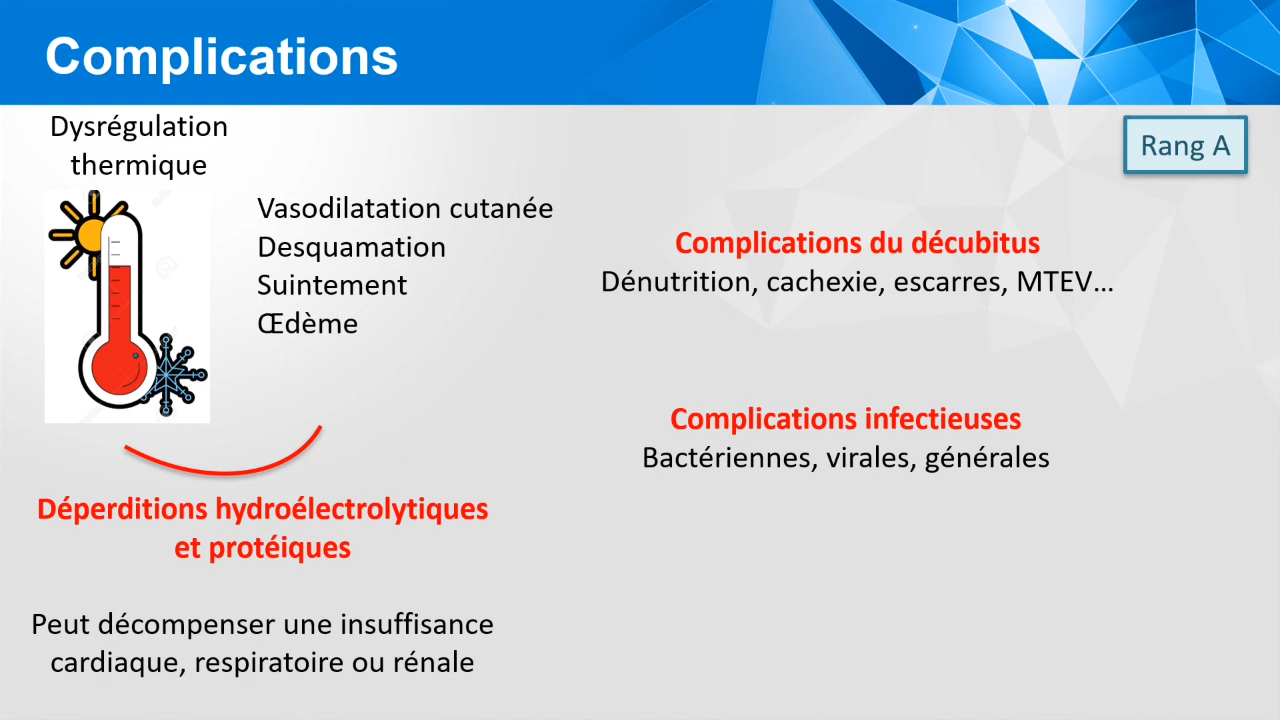 Complications
Rang A
Dysrégulation
thermique
Vasodilatation cutanée
Desquamation
Suintement
Œdème
Déperditions hydroélectrolytiques
et protéiques
Peut décompenser une insuffisance
cardiaque, respiratoire ou rénale
Complications du décubitus
Dénutrition, cachexie, escarres, MTEV…
Complications infectieuses
Bactériennes, virales, générales